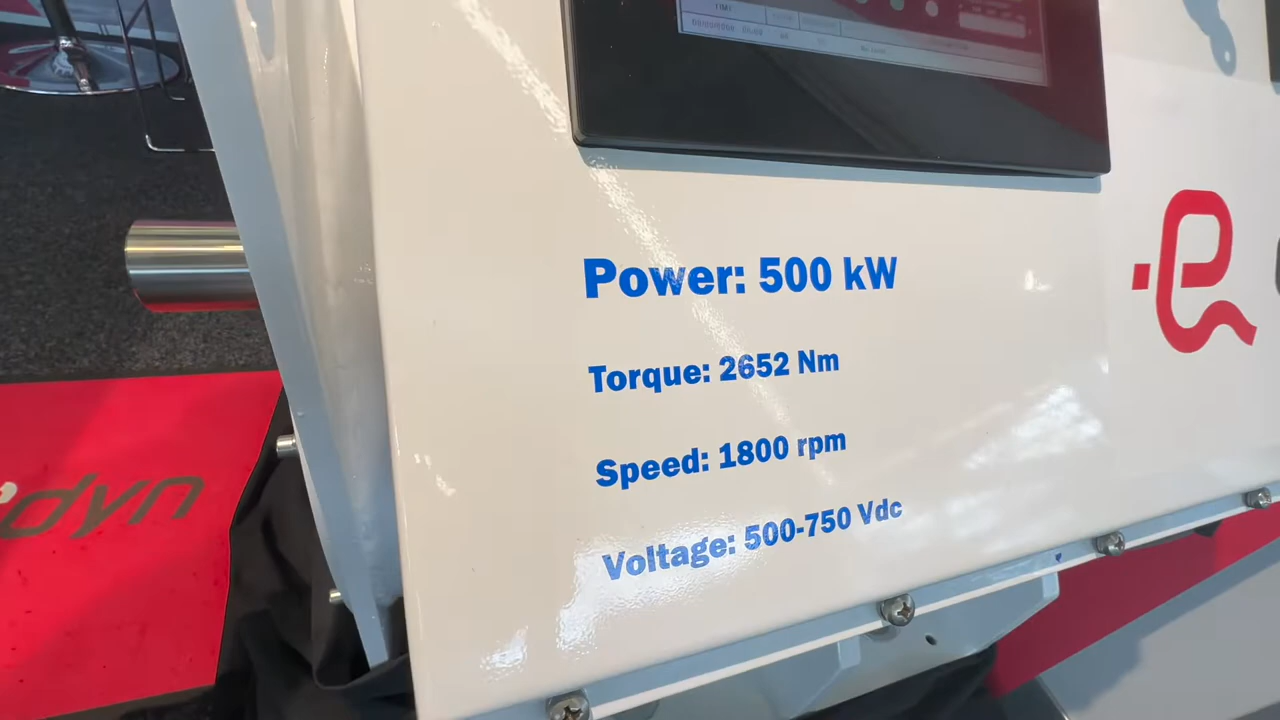 Power: 500 kW
Torque: 2652 Nm
Speed: 1800 rpm
Voltage: 500-750 Vdc
dyn